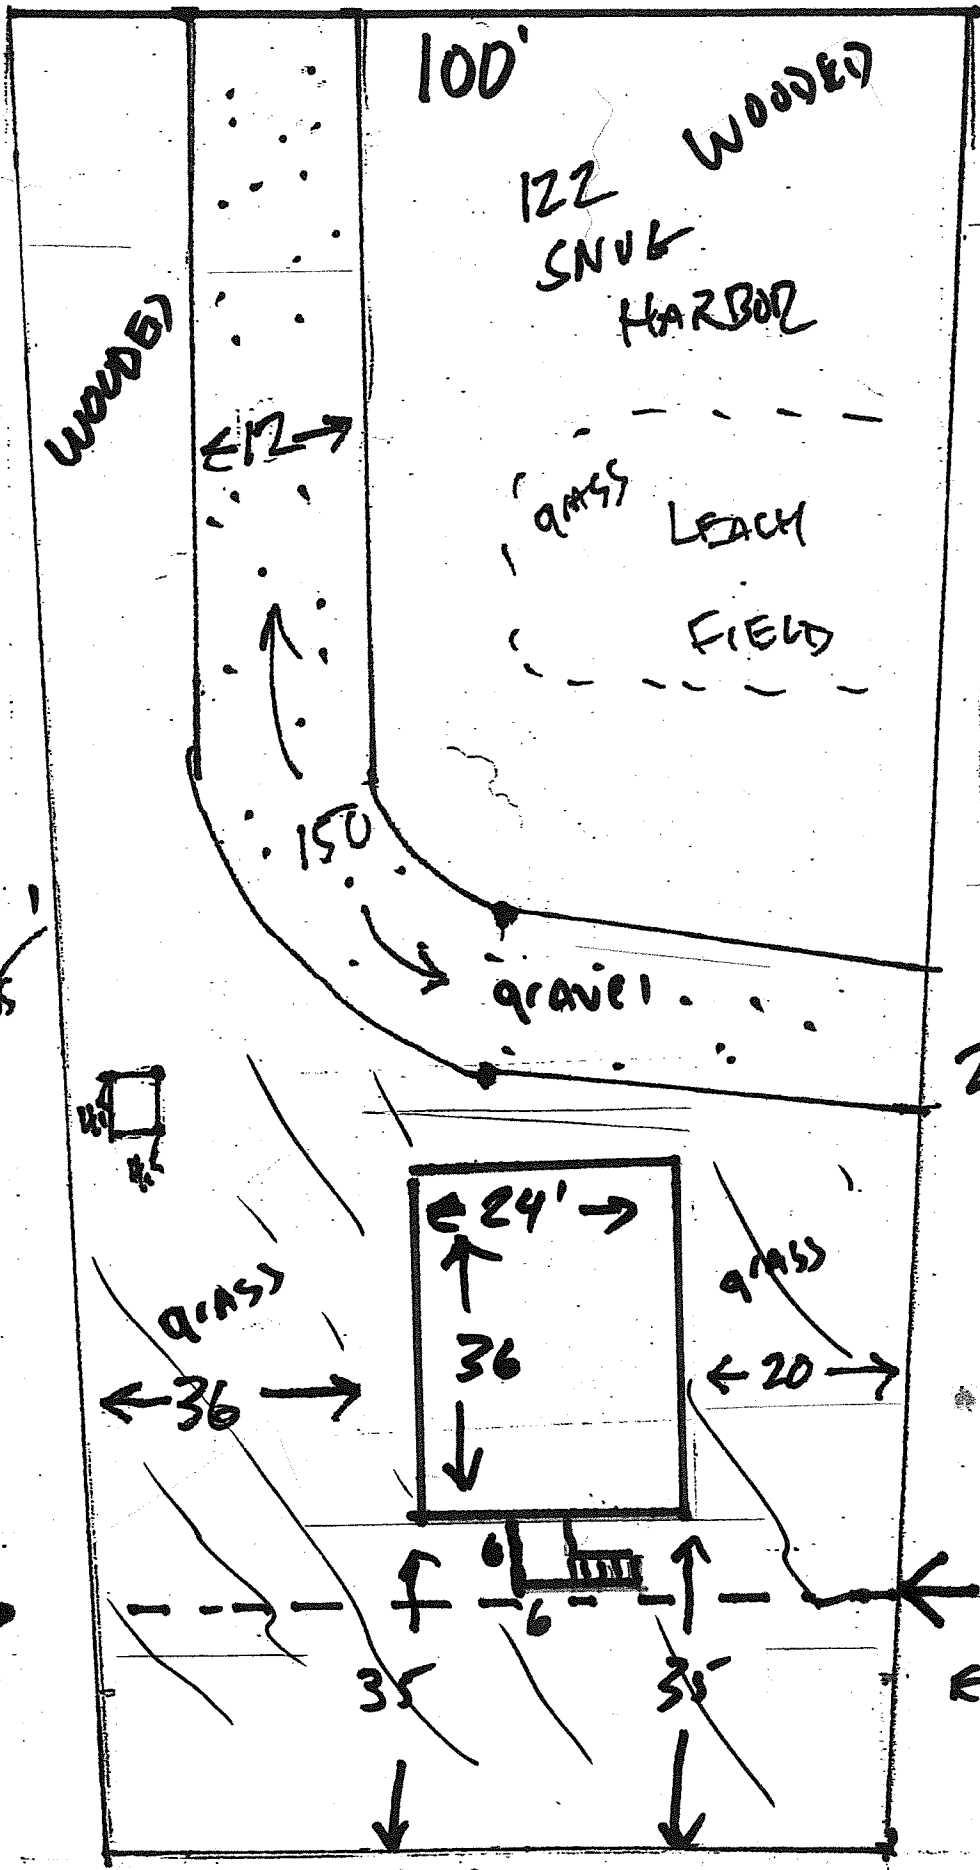 100'
WOODED
122
SNUG
HARBOR
WOODED
12
grass
LEACH
FIELD
150
gravel
24'
grass
grass
36
20
36
6
6
35
35